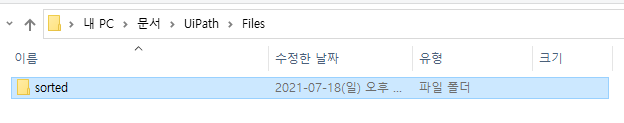 내 PC > 문서 > UiPath > Files
이름 수정한 날짜 유형 크기
sorted 2021-07-18(일) 오후 ... 파일 폴더